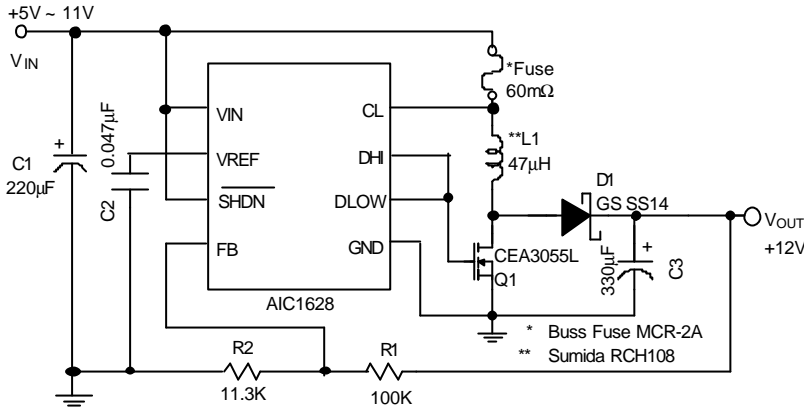 +5V ~ 11V
VIN
*Fuse
60mΩ
0.047μF
VIN
CL
**L1
47μH
C1
220μF
+
VREF
DHI
D1
GS SS14
C2
SHDN
DLOW
VOUT
+12V
FB
GND
CEA3055L
Q1
330μF
+
C3
AIC1628
* Buss Fuse MCR-2A
** Sumida RCH108
R2
11.3K
R1
100K